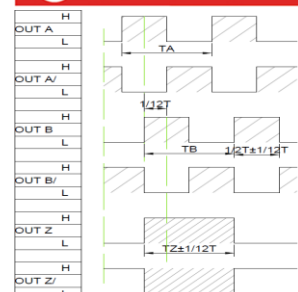 H
OUT A
L
TA
H
OUT A/
L
1/12T
H
OUT B
L
TB
1/2T±1/12T
H
OUT B/
L
H
OUT Z
L
TZ±1/12T
H
OUT Z/
L